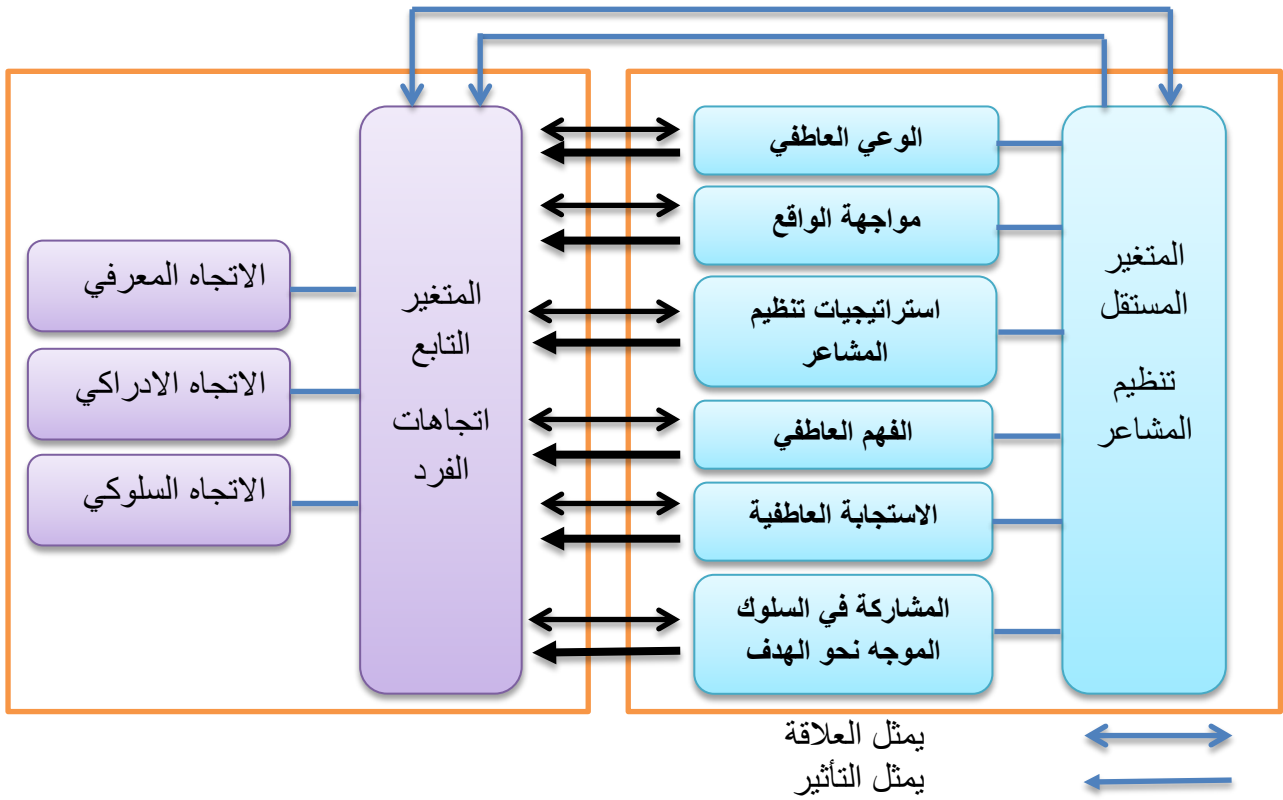 المتغير
المستقل
تنظيم
المشاعر
الوعي العاطفي
مواجهة الواقع
استراتيجيات تنظيم
المشاعر
الفهم العاطفي
الاستجابة العاطفية
المشاركة في السلوك
الموجه نحو الهدف
المتغير
التابع
اتجاهات
الفرد
الاتجاه المعرفي
الاتجاه الادراكي
الاتجاه السلوكي
يمثل العلاقة
يمثل التأثير